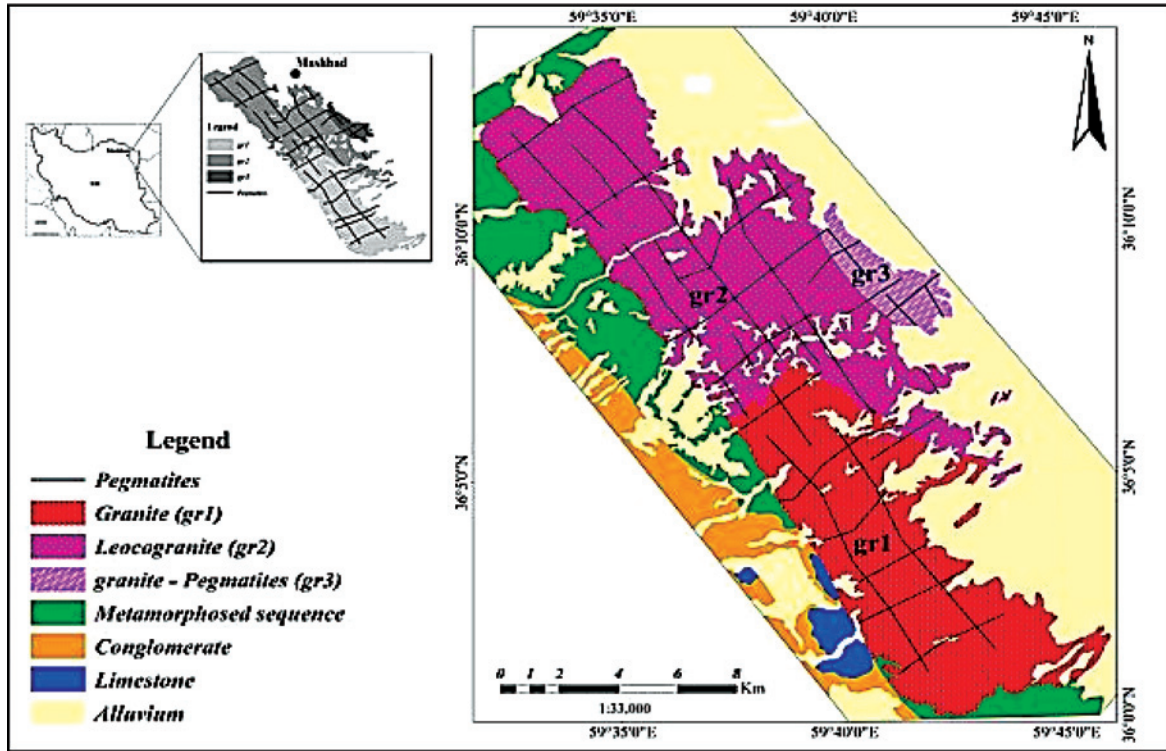 59°35'0"E
59°40'0"E
59°45'0"E
Mashhad
Legend
gr1
gr2
gr3
Pegmatites
N
36°10'0"N
36°10'0"N
gr3
gr2
Legend
Pegmatites
Granite (gr1)
Leocogranite (gr2)
granite - Pegmatites (gr3)
Metamorphosed sequence
Conglomerate
Limestone
Alluvium
36°5'0"N
36°5'0"N
gr1
0 1 2 4 6 8
Km
1:33,000
36°0'0"N
59°35'0"E
59°40'0"E
59°45'0"E